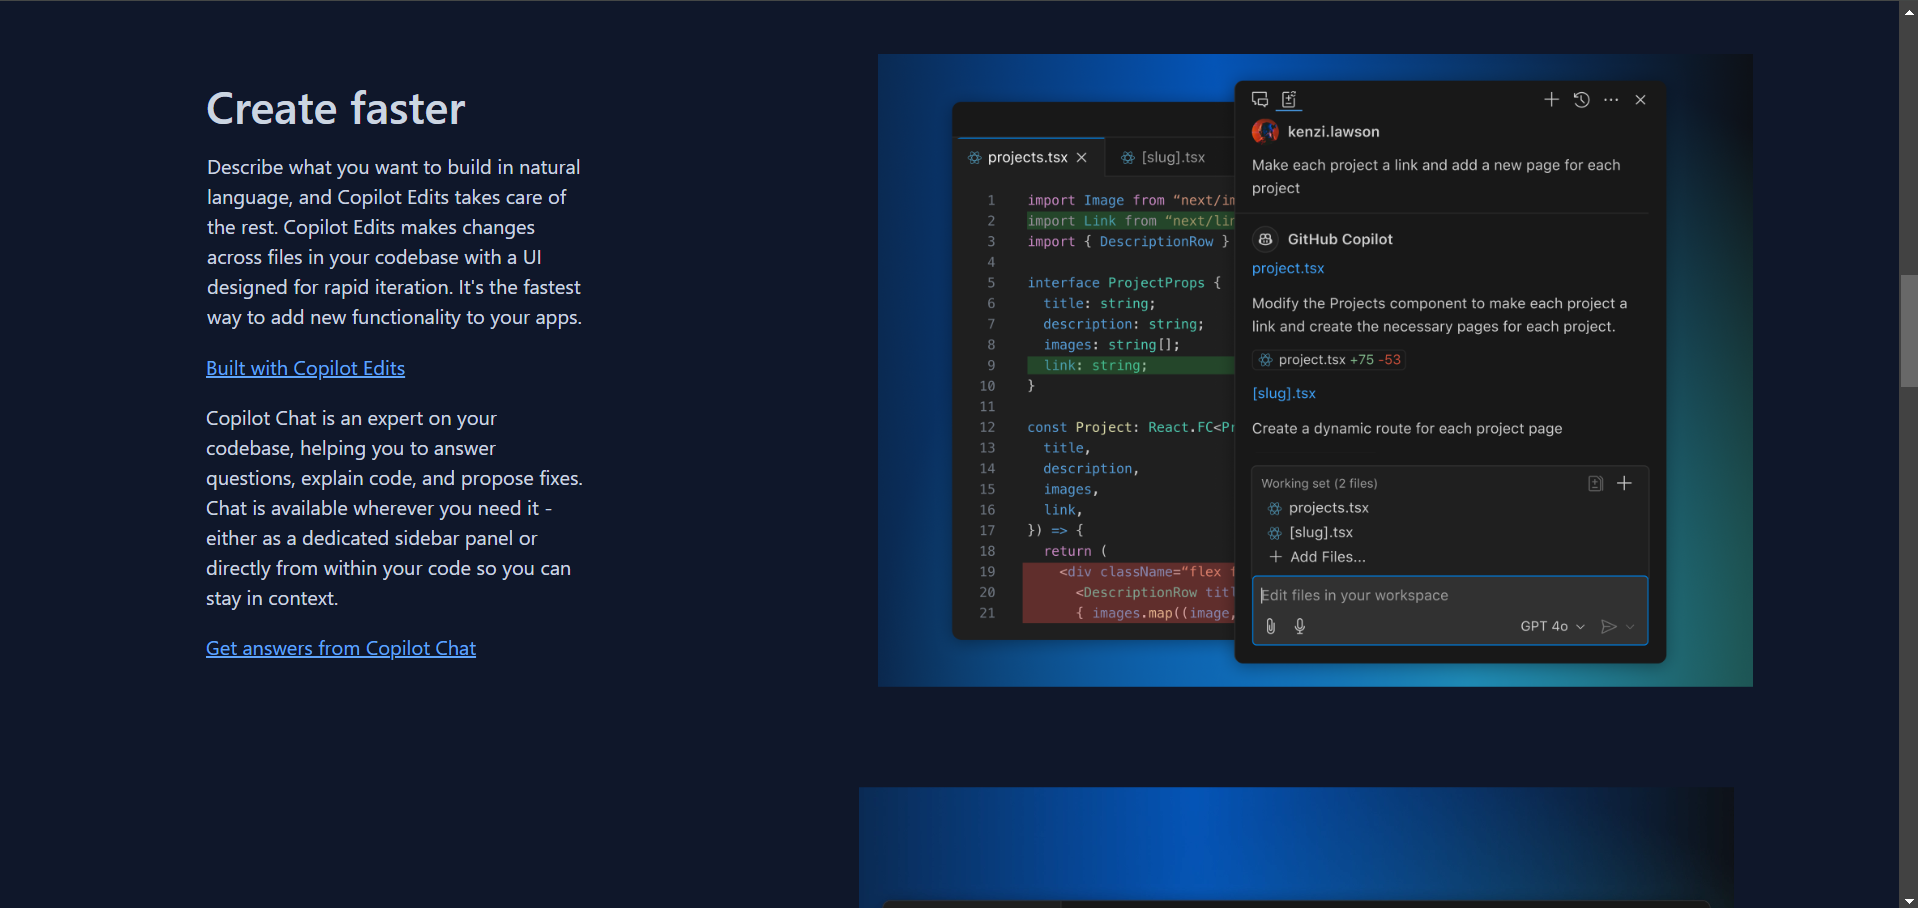 Create faster
Describe what you want to build in natural
language, and Copilot Edits takes care of
the rest. Copilot Edits makes changes
across files in your codebase with a UI
designed for rapid iteration. It's the fastest
way to add new functionality to your apps.
Built with Copilot Edits
Copilot Chat is an expert on your
codebase, helping you to answer
questions, explain code, and propose fixes.
Chat is available wherever you need it -
either as a dedicated sidebar panel or
directly from within your code so you can
stay in context.
Get answers from Copilot Chat
projects.tsx
[slug].tsx
1 import Image from “next/im
2 import Link from “next/lin
3 import { DescriptionRow }
4
5 interface ProjectProps {
6 title: string;
7 description: string;
8 images: string[];
9 link: string;
10 }
11
12 const Project: React.FC<Pr
13 title,
14 description,
15 images,
16 link,
17 }) => {
18 return (
19 <div className=“flex f
20 <DescriptionRow titl
21 { images.map((image,
kenzi.lawson
Make each project a link and add a new page for each
project
GitHub Copilot
project.tsx
Modify the Projects component to make each project a
link and create the necessary pages for each project.
project.tsx +75 -53
[slug].tsx
Create a dynamic route for each project page
Working set (2 files)
projects.tsx
[slug].tsx
Add Files...
Edit files in your workspace
GPT 4o